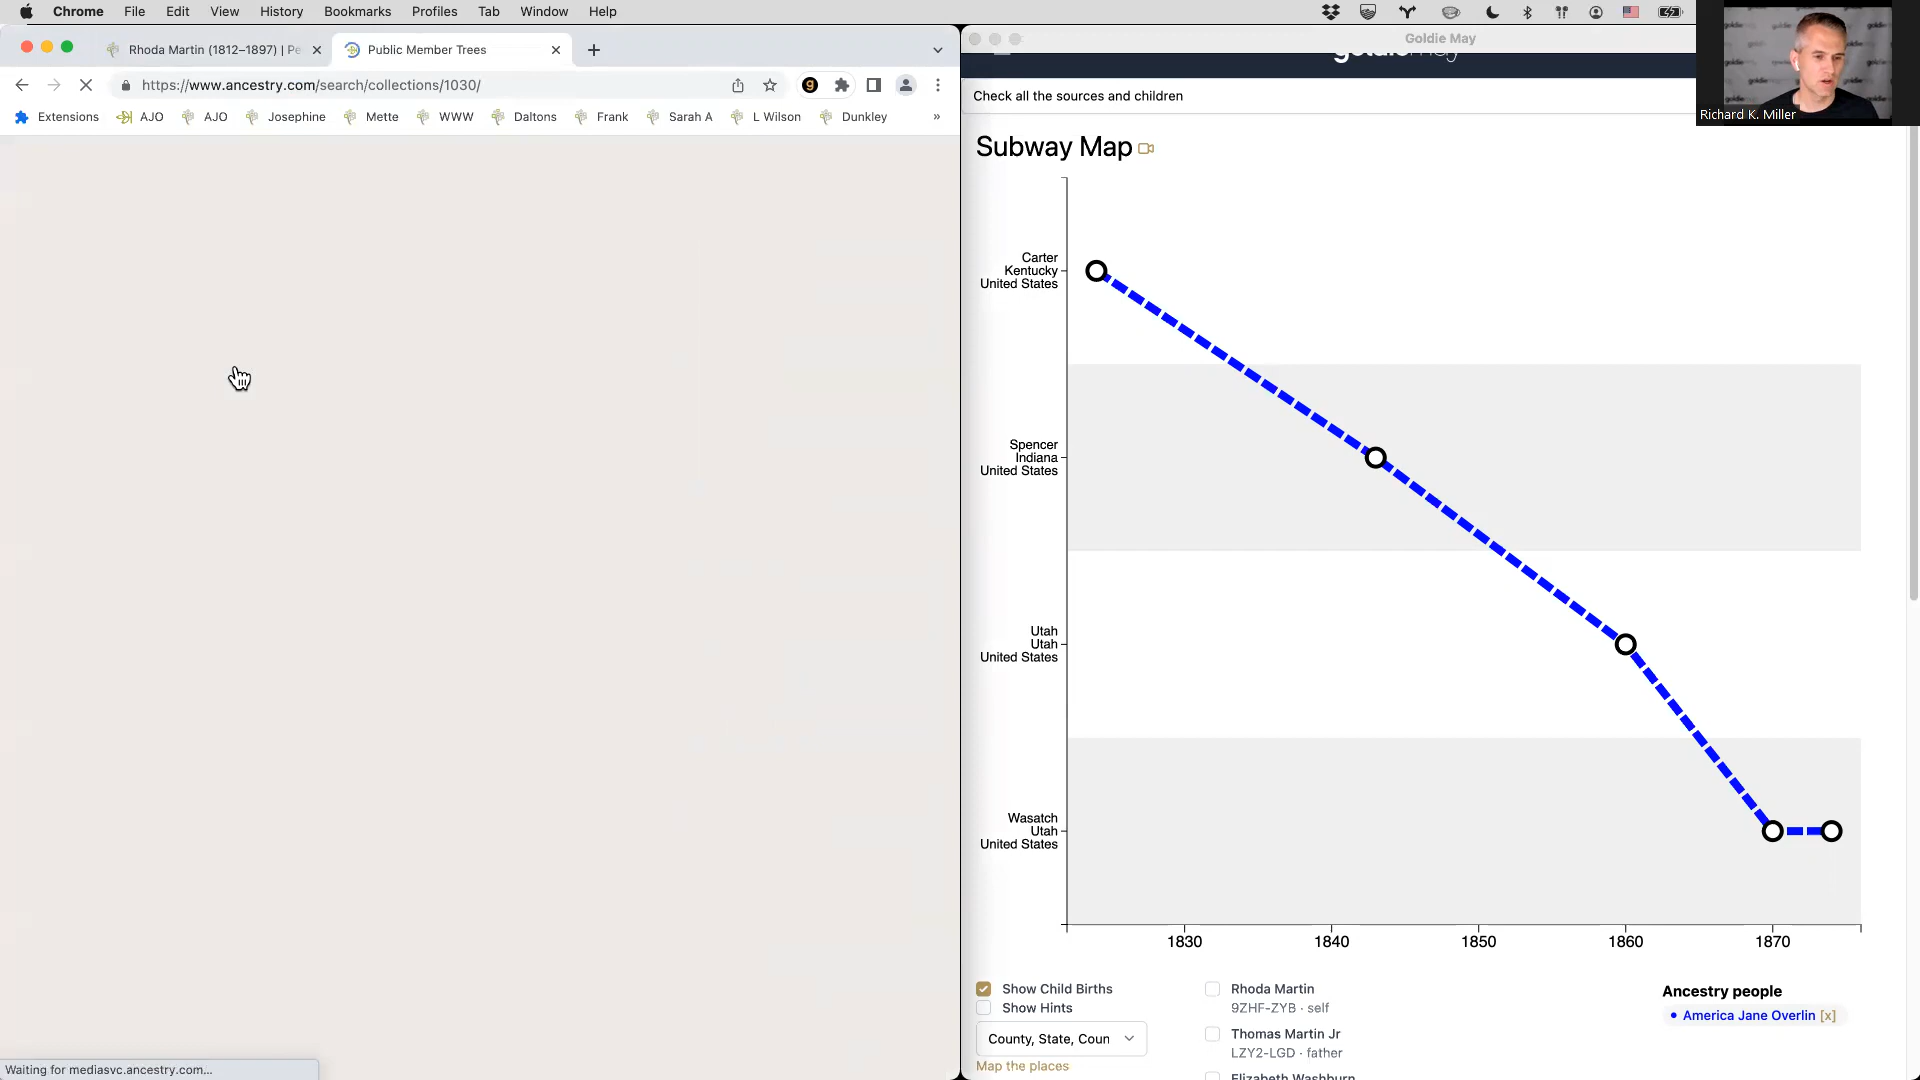 Chrome File Edit View History Bookmarks Profiles Tab Window Help
Rhoda Martin (1812–1897) | Pe
Public Member Trees
https://www.ancestry.com/search/collections/1030/
Extensions AJO AJO Josephine Mette WWW Daltons Frank Sarah A L Wilson Dunkley »
Waiting for mediasvc.ancestry.com...
Goldie May
goldie may
Check all the sources and children
Richard K. Miller
Subway Map
Carter
Kentucky
United States
Spencer
Indiana
United States
Utah
Utah
United States
Wasatch
Utah
United States
1830 1840 1850 1860 1870
Show Child Births
Show Hints
County, State, Coun
Map the places
Rhoda Martin
9ZHF-ZYB · self
Thomas Martin Jr
LZY2-LGD · father
Elizabeth Washburn
Ancestry people
• America Jane Overlin [x]